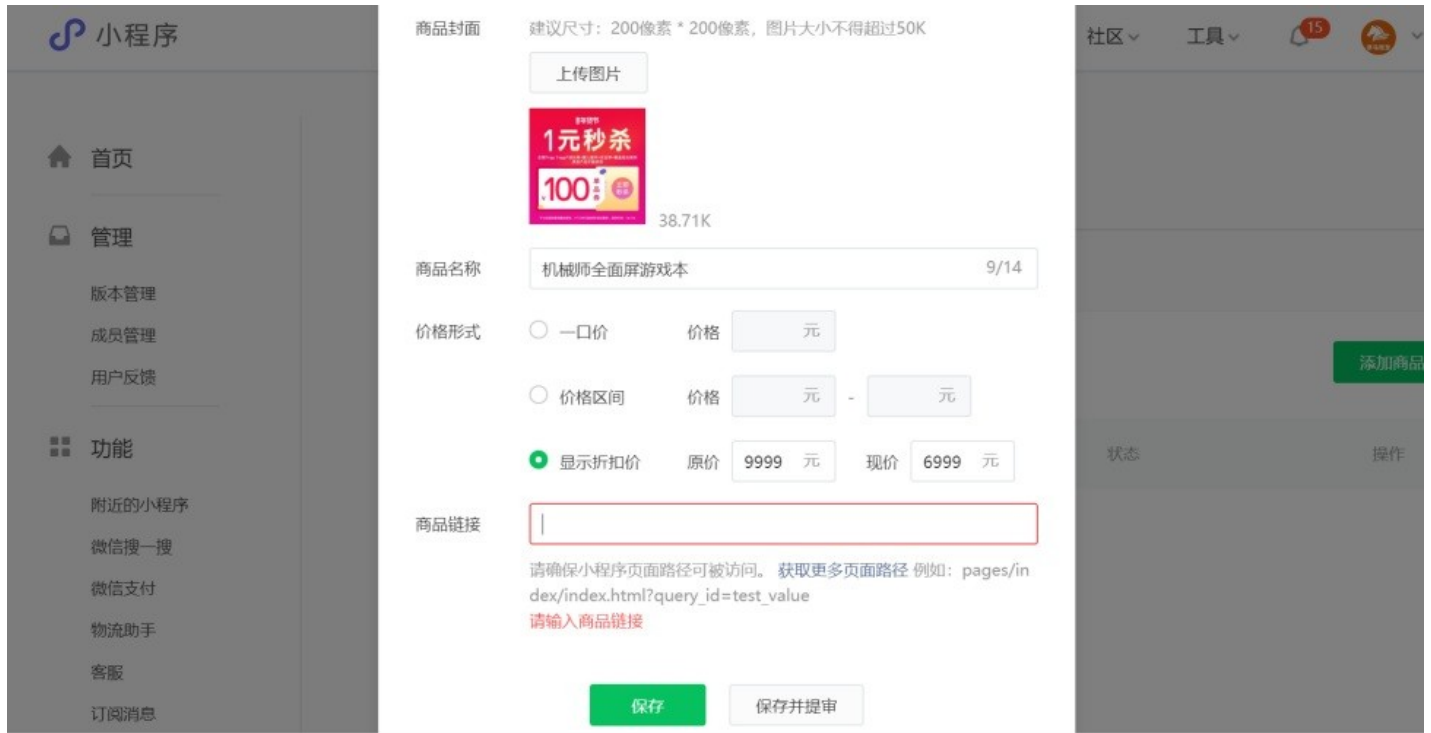 小程序
社区
工具
15
首页
管理
版本管理
成员管理
用户反馈
功能
附近的小程序
微信搜一搜
微信支付
物流助手
客服
订阅消息
商品封面
建议尺寸：200像素 * 200像素，图片大小不得超过50K
上传图片
1元秒杀
100
38.71K
商品名称
机械师全面屏游戏本
9/14
价格形式
一口价 价格 元
价格区间 价格 元 - 元
显示折扣价 原价 9999 元 现价 6999 元
商品链接
请确保小程序页面路径可被访问。 获取更多页面路径 例如：pages/in
dex/index.html?query_id=test_value
请输入商品链接
保存
保存并提审
添加商品
状态
操作